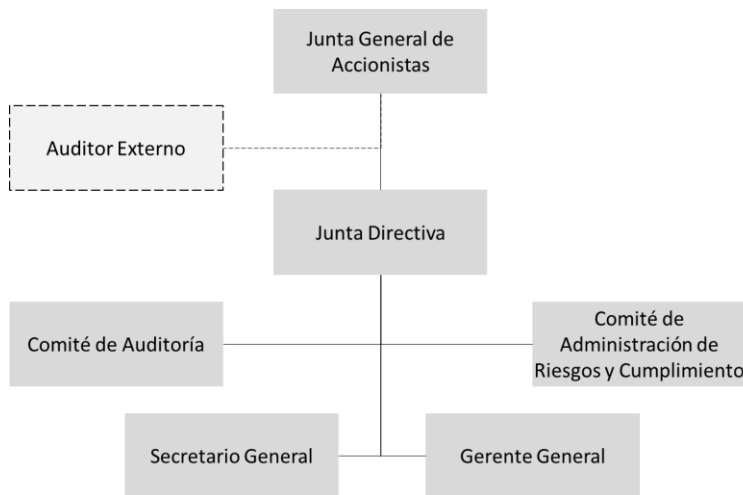 Junta General de
Accionistas
Auditor Externo
Junta Directiva
Comité de Auditoría
Comité de
Administración de
Riesgos y Cumplimiento
Secretario General
Gerente General